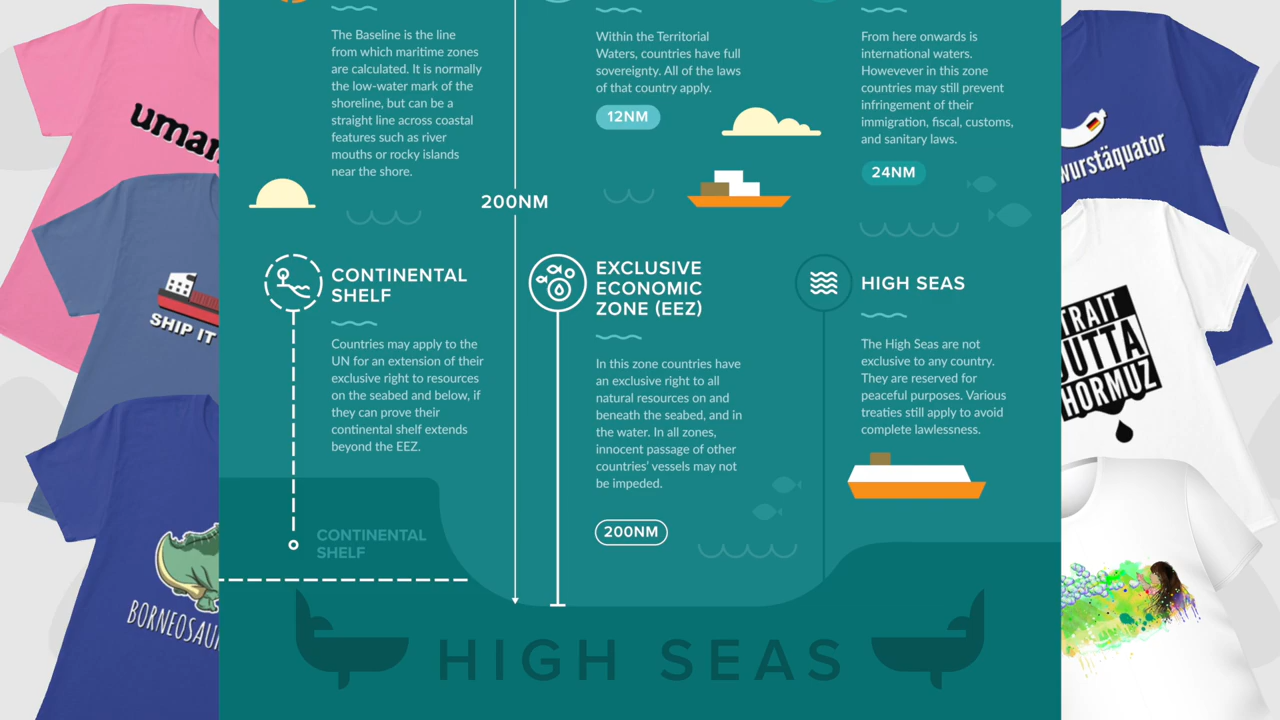 The Baseline is the line
from which maritime zones
are calculated. It is normally
the low-water mark of the
shoreline, but can be a
straight line across coastal
features such as river
mouths or rocky islands
near the shore.
Within the Territorial
Waters, countries have full
sovereignty. All of the laws
of that country apply.
12NM
From here onwards is
international waters.
Howevever in this zone
countries may still prevent
infringement of their
immigration, fiscal, customs,
and sanitary laws.
24NM
200NM
CONTINENTAL
SHELF
Countries may apply to the
UN for an extension of their
exclusive right to resources
on the seabed and below, if
they can prove their
continental shelf extends
beyond the EEZ.
EXCLUSIVE
ECONOMIC
ZONE (EEZ)
In this zone countries have
an exclusive right to all
natural resources on and
beneath the seabed, and in
the water. In all zones,
innocent passage of other
countries' vessels may not
be impeded.
200NM
HIGH SEAS
The High Seas are not
exclusive to any country.
They are reserved for
peaceful purposes. Various
treaties still apply to avoid
complete lawlessness.
CONTINENTAL
SHELF
HIGH SEAS
uman
SHIP IT
BORNEOSAU
wurstäquator
TRAIT
OUTTA
HORMUZ